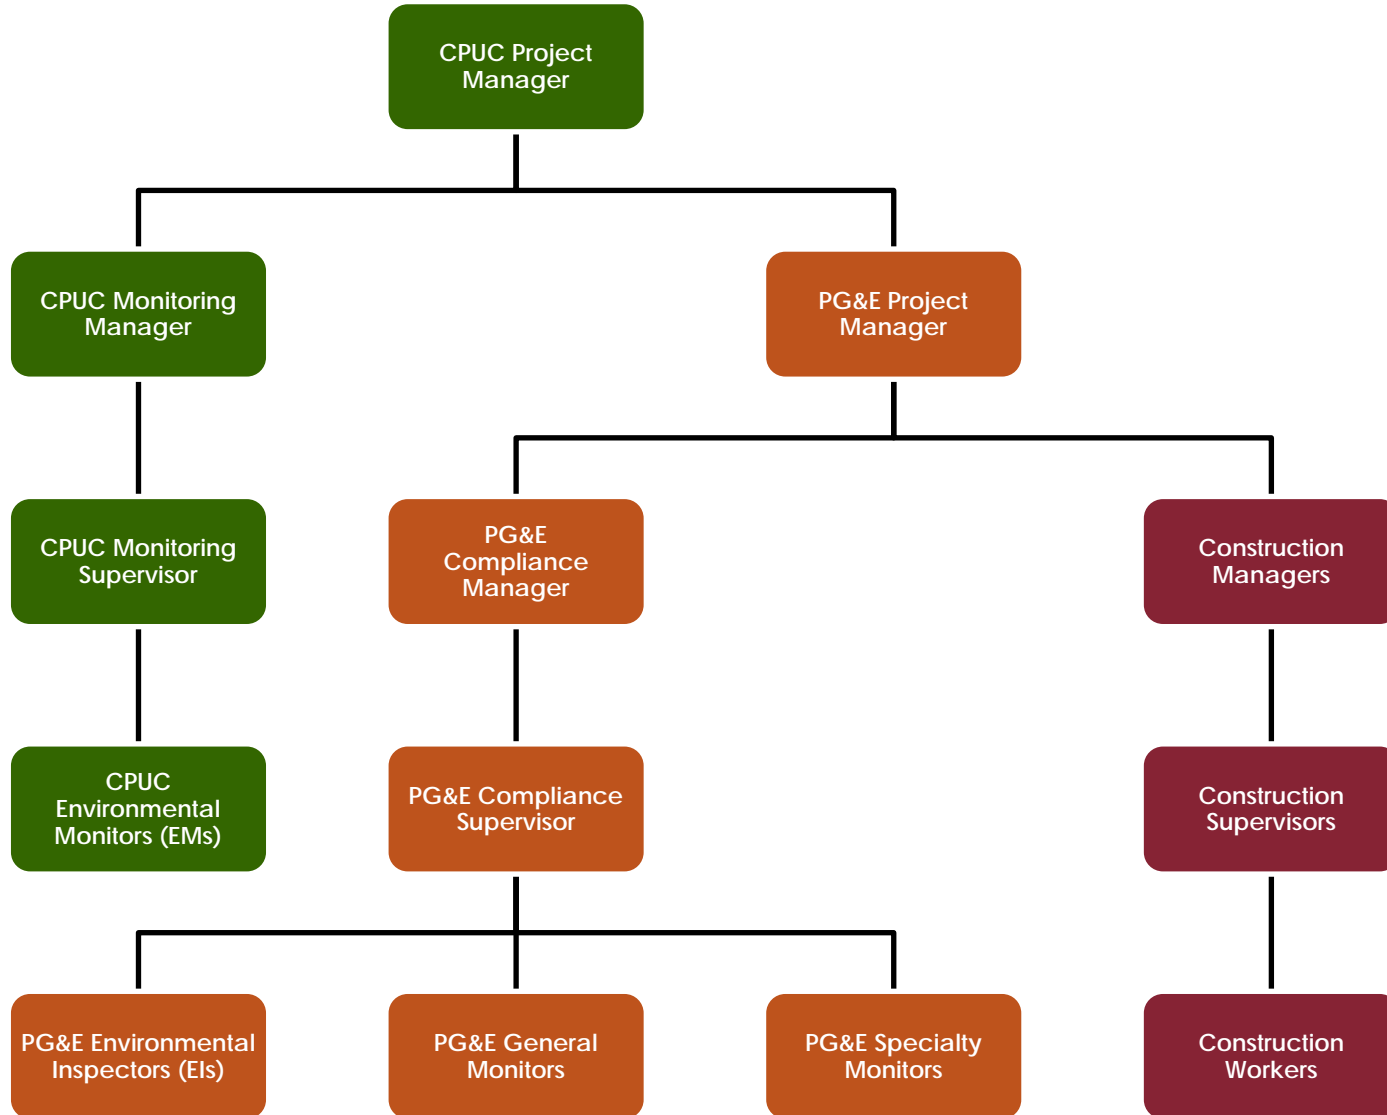 CPUC Project
Manager
CPUC Monitoring
Manager
PG&E Project
Manager
CPUC Monitoring
Supervisor
PG&E
Compliance
Manager
Construction
Managers
CPUC
Environmental
Monitors (EMs)
PG&E Compliance
Supervisor
Construction
Supervisors
PG&E Environmental
Inspectors (EIs)
PG&E General
Monitors
PG&E Specialty
Monitors
Construction
Workers